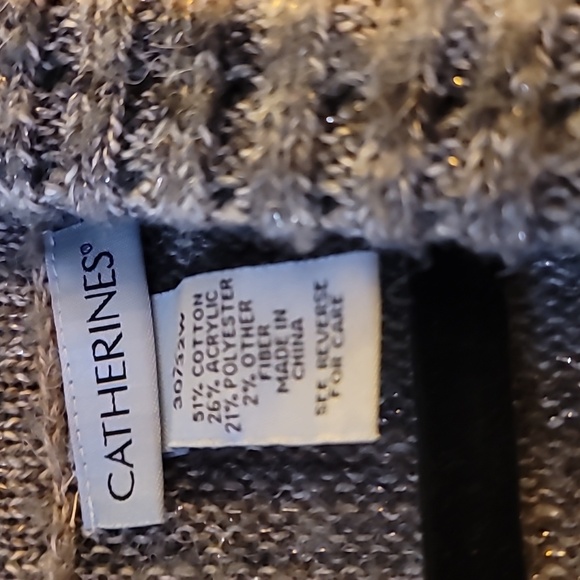 CATHERINES®
30/32W
51% COTTON
26% ACRYLIC
21% POLYESTER
2% OTHER
FIBER
MADE IN
CHINA
SEE REVERSE
FOR CARE